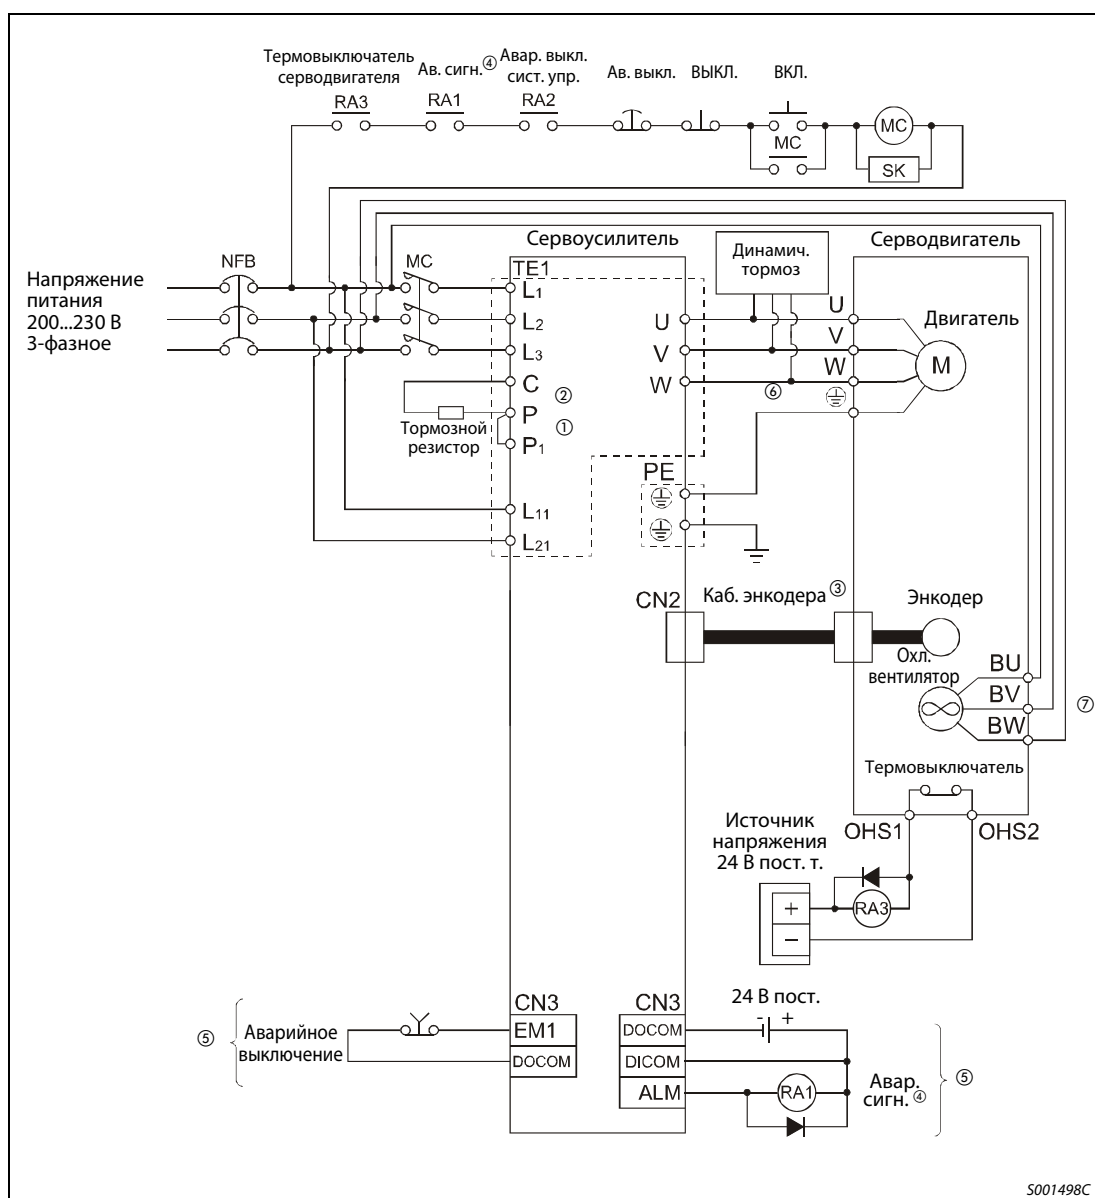 Термовыключатель
серводвигателя
Ав. сигн.④
Авар. выкл.
сист. упр.
Ав. выкл.
ВЫКЛ.
ВКЛ.
RA3
RA1
RA2
MC
MC
SK
Сервоусилитель
Динамич.
тормоз
Серводвигатель
Напряжение
питания
200...230 В
3-фазное
NFB
MC
TE1
L1
L2
L3
C
P
P1
②
①
Тормозной
резистор
L11
L21
U
V
W
U
V
W
⑥
Двигатель
M
PE
CN2
Каб. энкодера③
Энкодер
Охл.
вентилятор
BU
BV
BW
⑦
Термовыключатель
OHS1
OHS2
Источник
напряжения
24 В пост. т.
+
−
RA3
⑤
Аварийное
выключение
CN3
EM1
DOCOM
CN3
DOCOM
DICOM
ALM
24 В пост.
- +
RA1
Авар.
сигн.④
⑤
S001498C